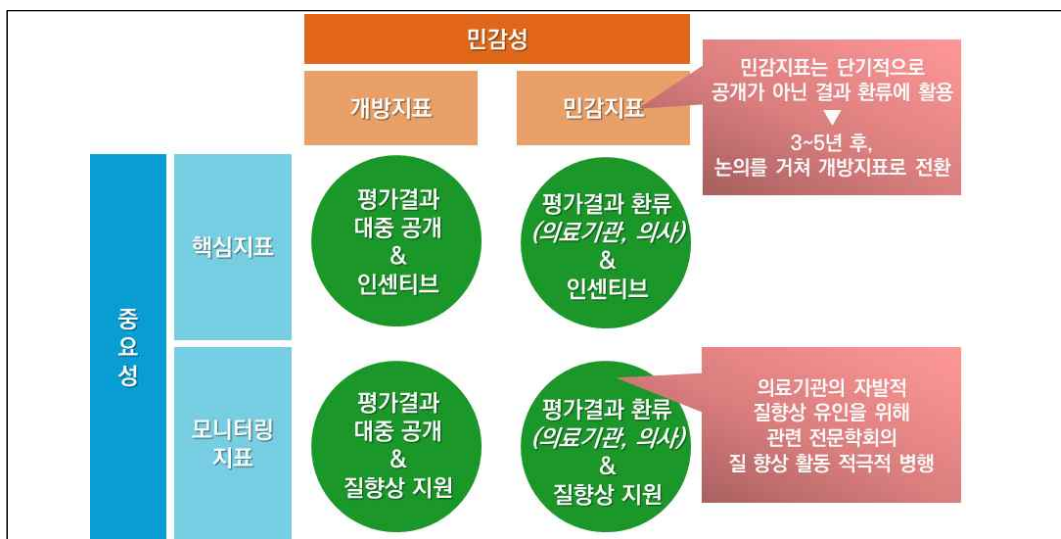 민감성
개방지표
민감지표
민감지표는 단기적으로
공개가 아닌 결과 환류에 활용
▼
3~5년 후,
논의를 거쳐 개방지표로 전환
중요성
핵심지표
평가결과
대중 공개
&
인센티브
평가결과 환류
(의료기관, 의사)
&
인센티브
모니터링
지표
평가결과
대중 공개
&
질향상 지원
평가결과 환류
(의료기관, 의사)
&
질향상 지원
의료기관의 자발적
질향상 유인을 위해
관련 전문학회의
질 향상 활동 적극적 병행